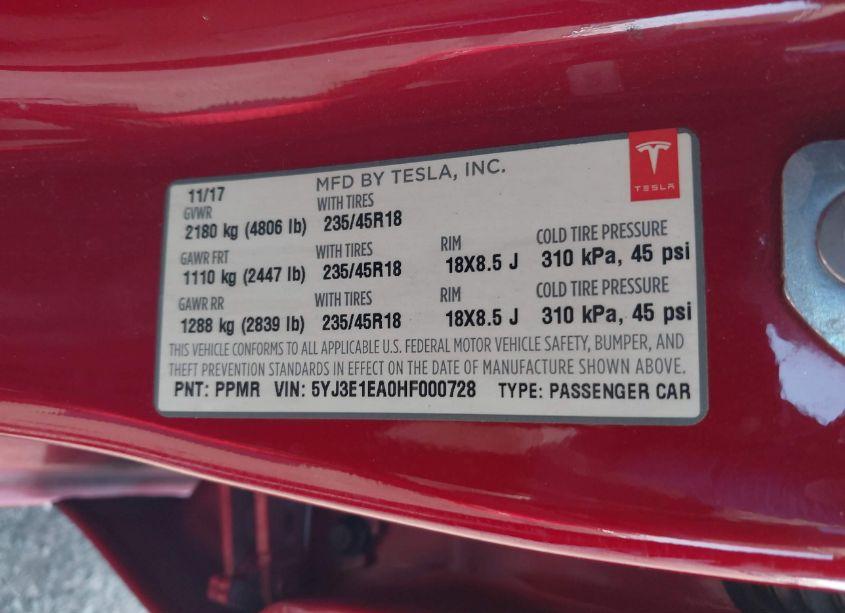 11/17 MFD BY TESLA, INC.
TESLA
GVWR WITH TIRES
2180 kg (4806 lb) 235/45R18
GAWR FRT WITH TIRES RIM COLD TIRE PRESSURE
1110 kg (2447 lb) 235/45R18 18X8.5 J 310 kPa, 45 psi
GAWR RR WITH TIRES RIM COLD TIRE PRESSURE
1288 kg (2839 lb) 235/45R18 18X8.5 J 310 kPa, 45 psi
THIS VEHICLE CONFORMS TO ALL APPLICABLE U.S. FEDERAL MOTOR VEHICLE SAFETY, BUMPER, AND
THEFT PREVENTION STANDARDS IN EFFECT ON THE DATE OF MANUFACTURE SHOWN ABOVE.
PNT: PPMR VIN: 5YJ3E1EA0HF000728 TYPE: PASSENGER CAR